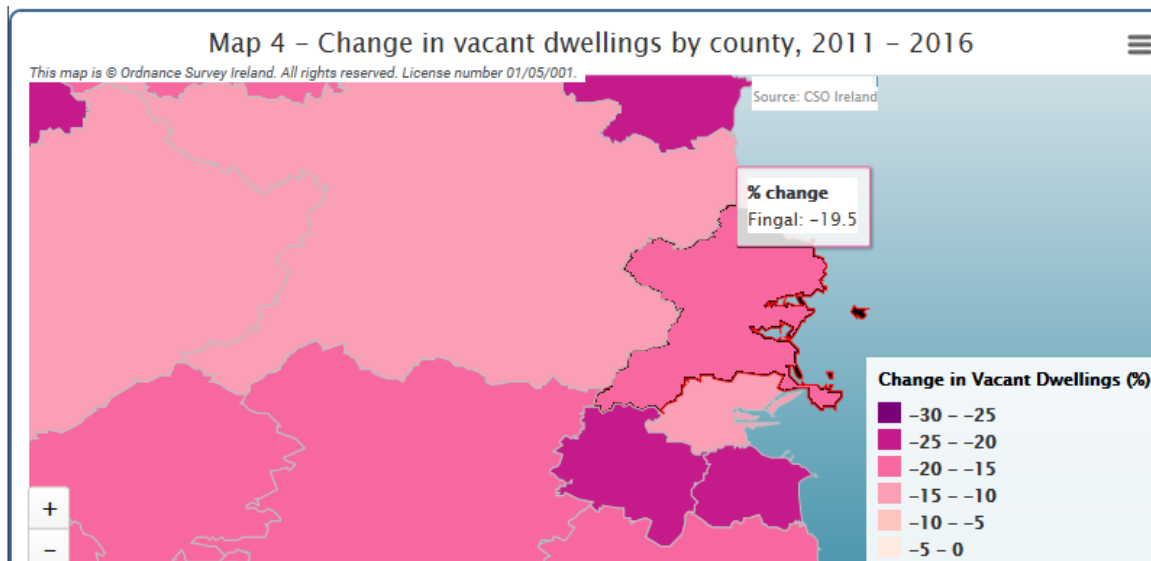 Map 4 – Change in vacant dwellings by county, 2011 – 2016
This map is © Ordnance Survey Ireland. All rights reserved. License number 01/05/001.
Source: CSO Ireland
% change
Fingal: -19.5
Change in Vacant Dwellings (%)
-30 – -25
-25 – -20
-20 – -15
-15 – -10
-10 – -5
-5 – 0
+
−